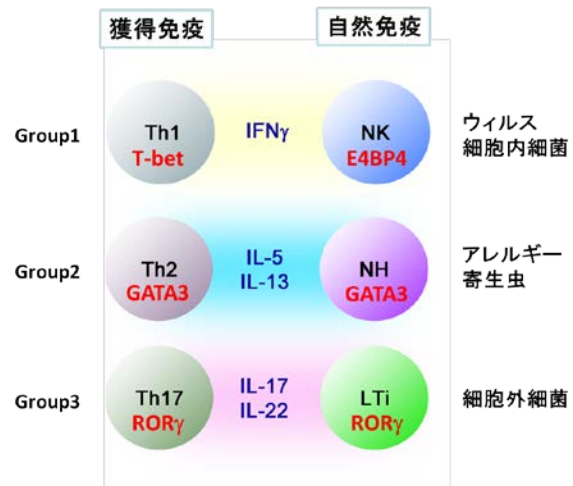 獲得免疫
自然免疫
Group1
Th1
T-bet
IFNγ
NK
E4BP4
ウィルス
細胞内細菌
Group2
Th2
GATA3
IL-5
IL-13
NH
GATA3
アレルギー
寄生虫
Group3
Th17
RORγ
IL-17
IL-22
LTi
RORγ
細胞外細菌